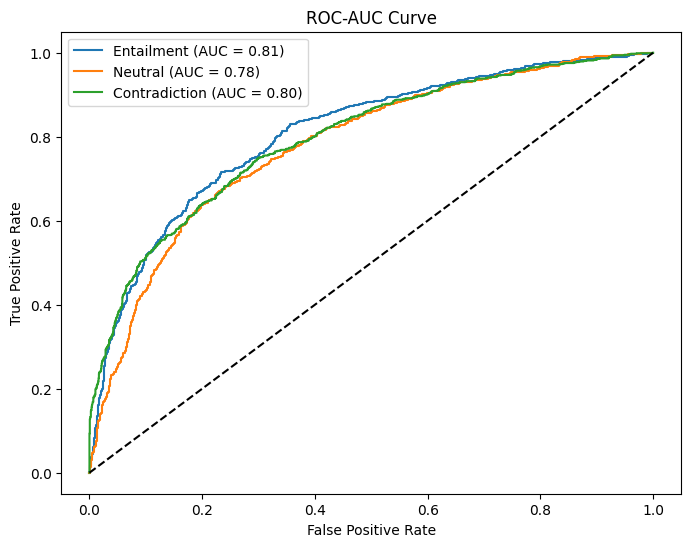 ROC-AUC Curve
Entailment (AUC = 0.81)
Neutral (AUC = 0.78)
Contradiction (AUC = 0.80)
True Positive Rate
1.0
0.8
0.6
0.4
0.2
0.0
0.0 0.2 0.4 0.6 0.8 1.0
False Positive Rate